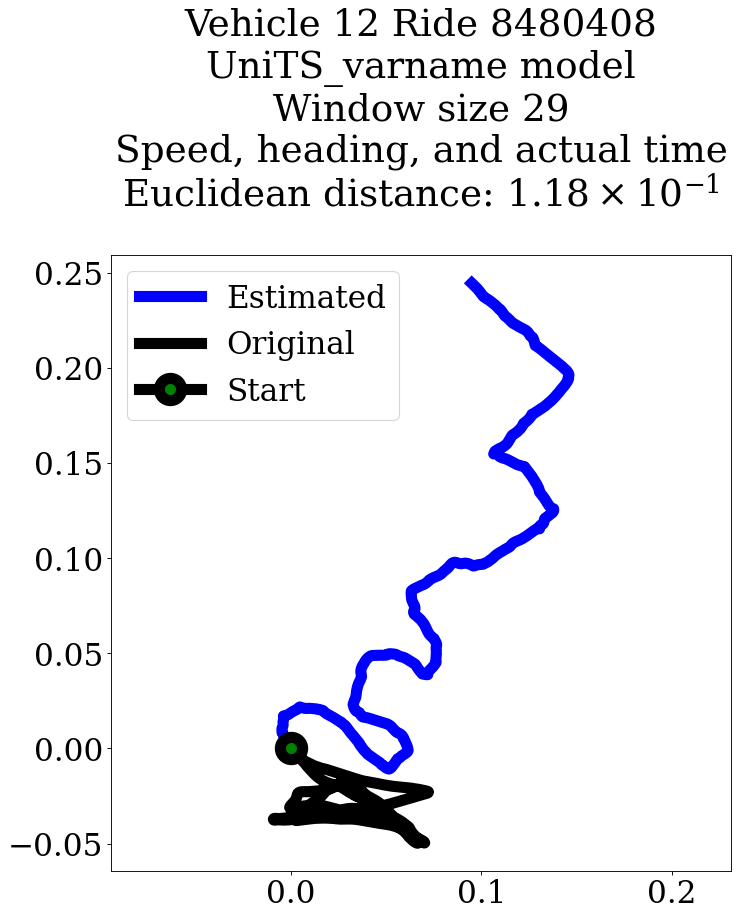 Vehicle 12 Ride 8480408
UniTS_varname model
Window size 29
Speed, heading, and actual time
Euclidean distance: 1.18 × 10⁻¹
Estimated
Original
Start
0.25
0.20
0.15
0.10
0.05
0.00
−0.05
0.0 0.1 0.2